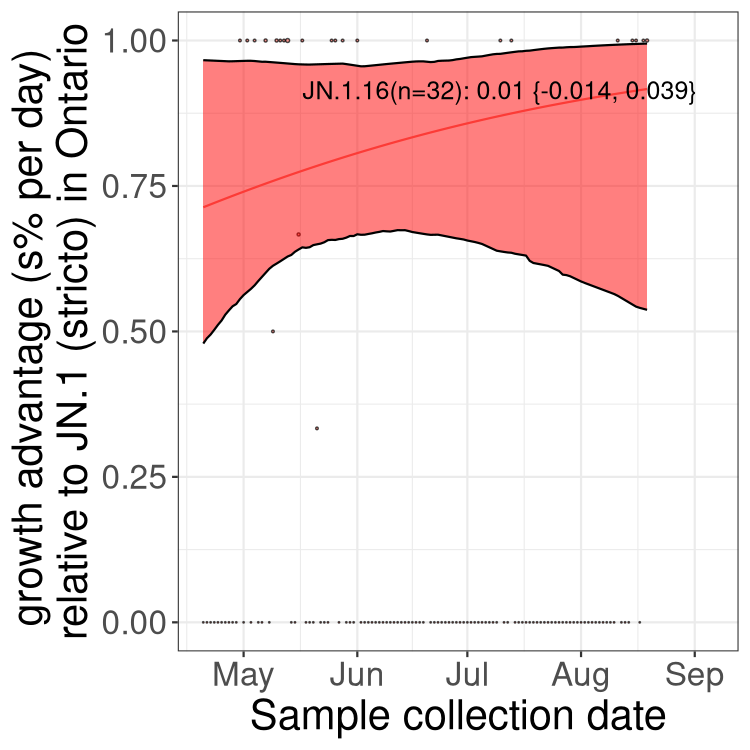 growth advantage (s% per day)
relative to JN.1 (stricto) in Ontario
1.00
0.75
0.50
0.25
0.00
JN.1.16(n=32): 0.01 {-0.014, 0.039}
May Jun Jul Aug Sep
Sample collection date